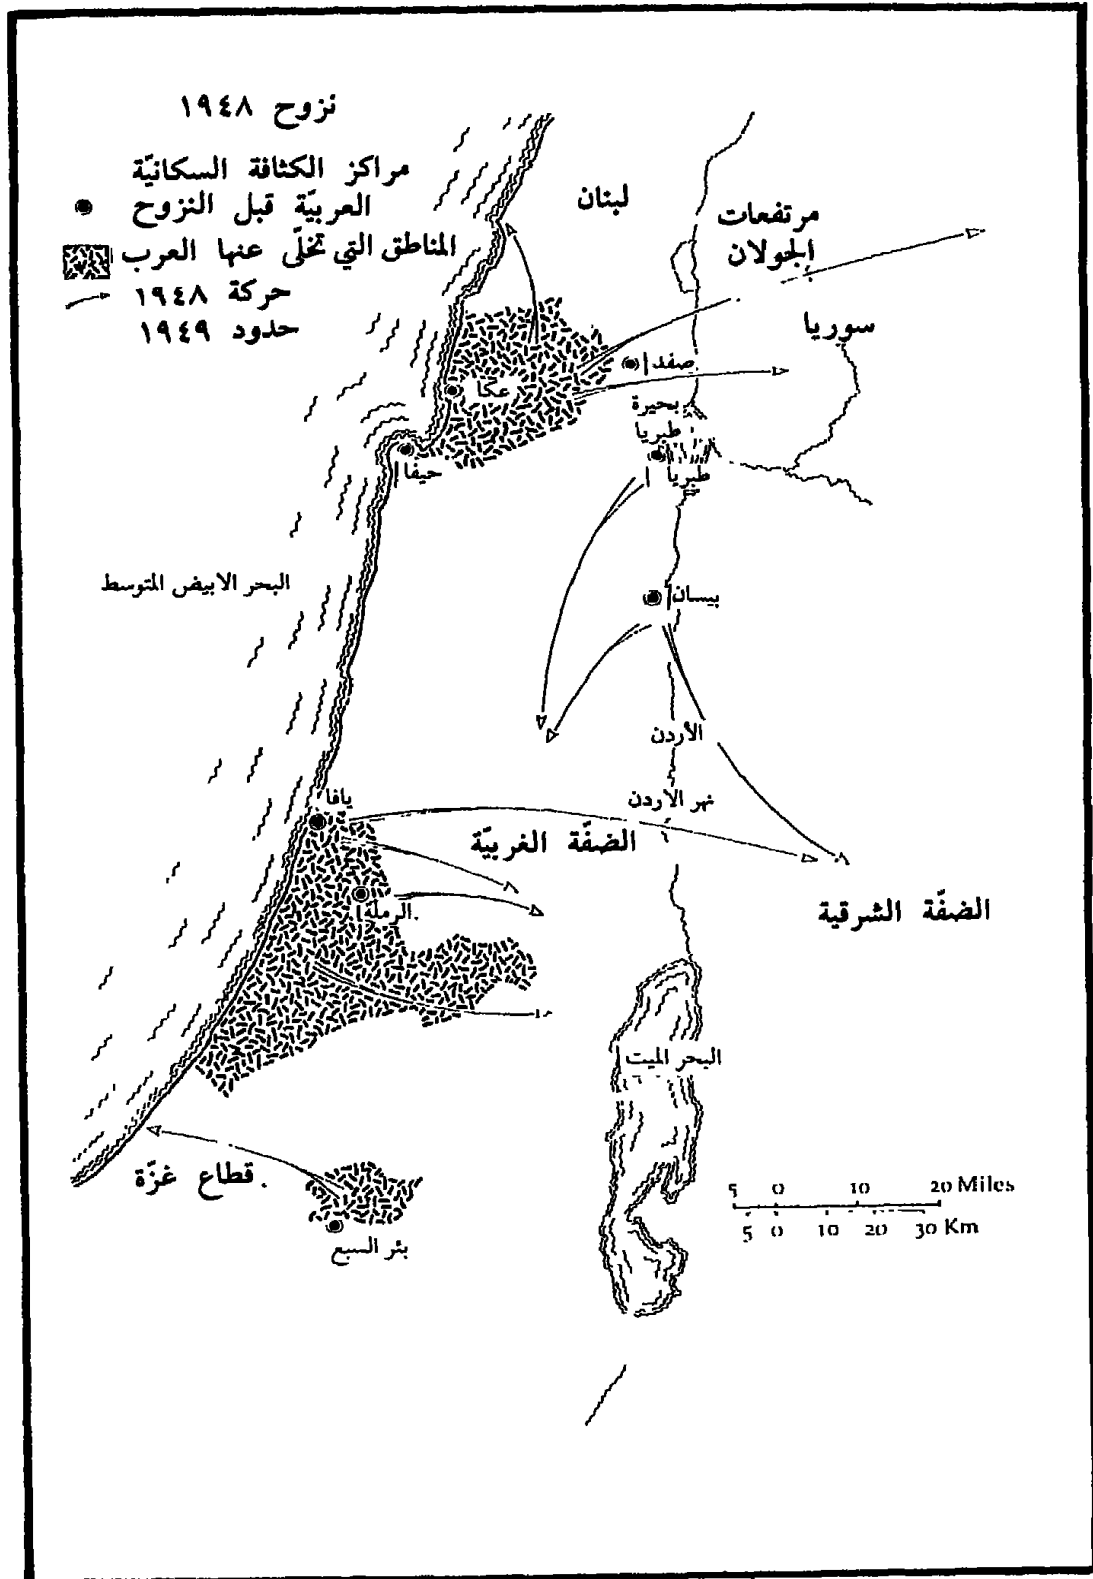 نزوح ١٩٤٨
مراكز الكثافة السكانيّة
العربيّة قبل النزوح
المناطق التي تخلّى عنها العرب
حركة ١٩٤٨
حدود ١٩٤٩
لبنان
مرتفعات
الجولان
سوريا
صفد
عكا
بحيرة
طبريا
حيفا
طبريا
البحر الابيض المتوسط
بيسان
الأردن
يافا
نهر الاردن
الضفّة الغربيّة
الرملة
الضفّة الشرقية
البحر الميت
قطاع غزّة
بئر السبع
5 0 10 20 Miles
5 0 10 20 30 Km